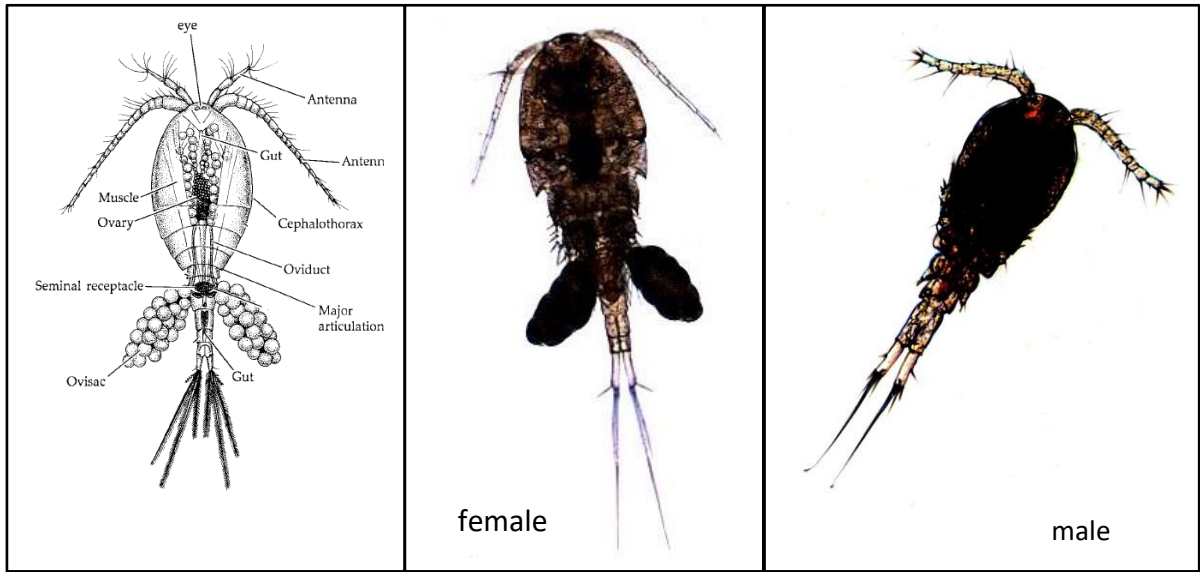 eye
Antenna
Gut
Antenn
Muscle
Ovary
Cephalothorax
Oviduct
Seminal receptacle
Major
articulation
Ovisac
Gut
female
male